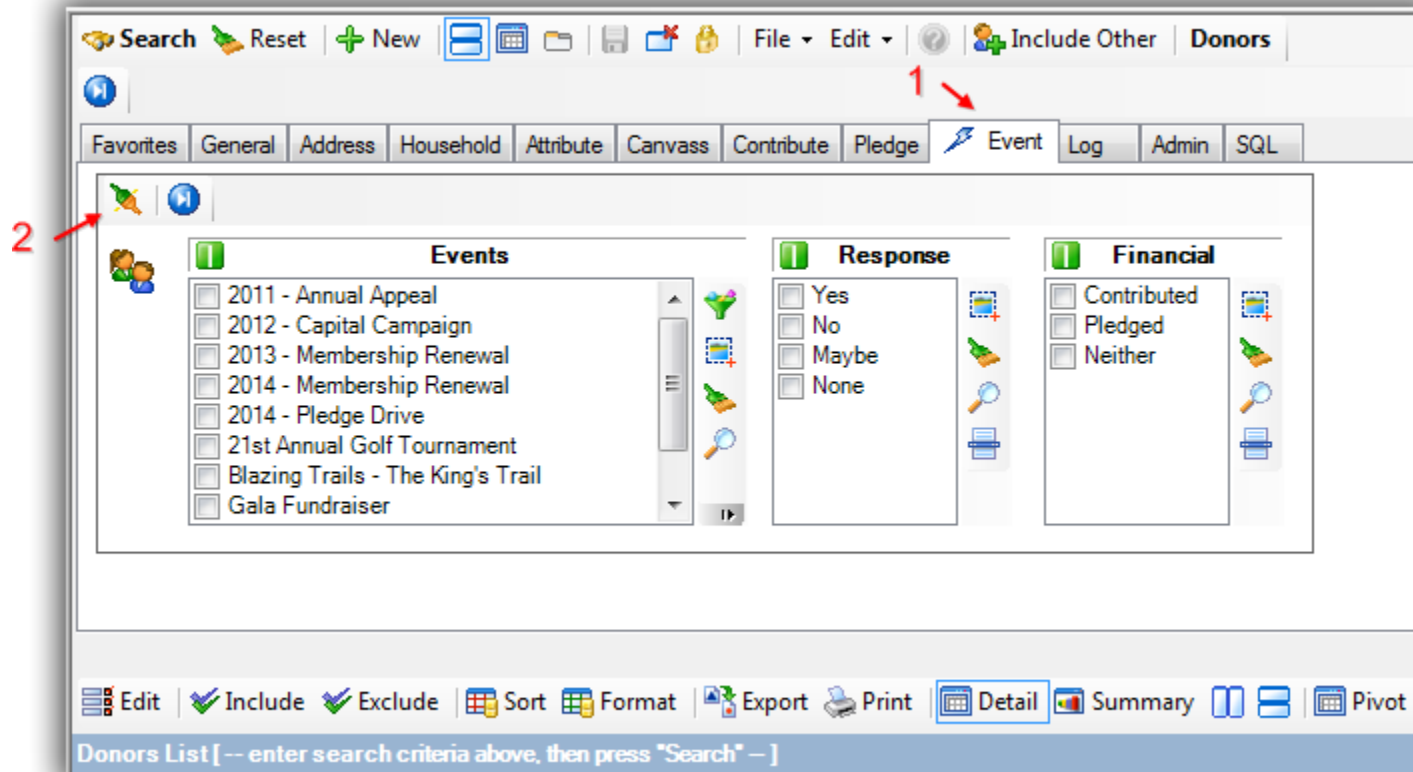 Search Reset New File Edit Include Other Donors
1
Favorites General Address Household Attribute Canvass Contribute Pledge Event Log Admin SQL
2
Events Response Financial
2011 - Annual Appeal Yes Contributed
2012 - Capital Campaign No Pledged
2013 - Membership Renewal Maybe Neither
2014 - Membership Renewal None
2014 - Pledge Drive
21st Annual Golf Tournament
Blazing Trails - The King's Trail
Gala Fundraiser
Edit Include Exclude Sort Format Export Print Detail Summary Pivot
Donors List [ -- enter search criteria above, then press "Search" -- ]